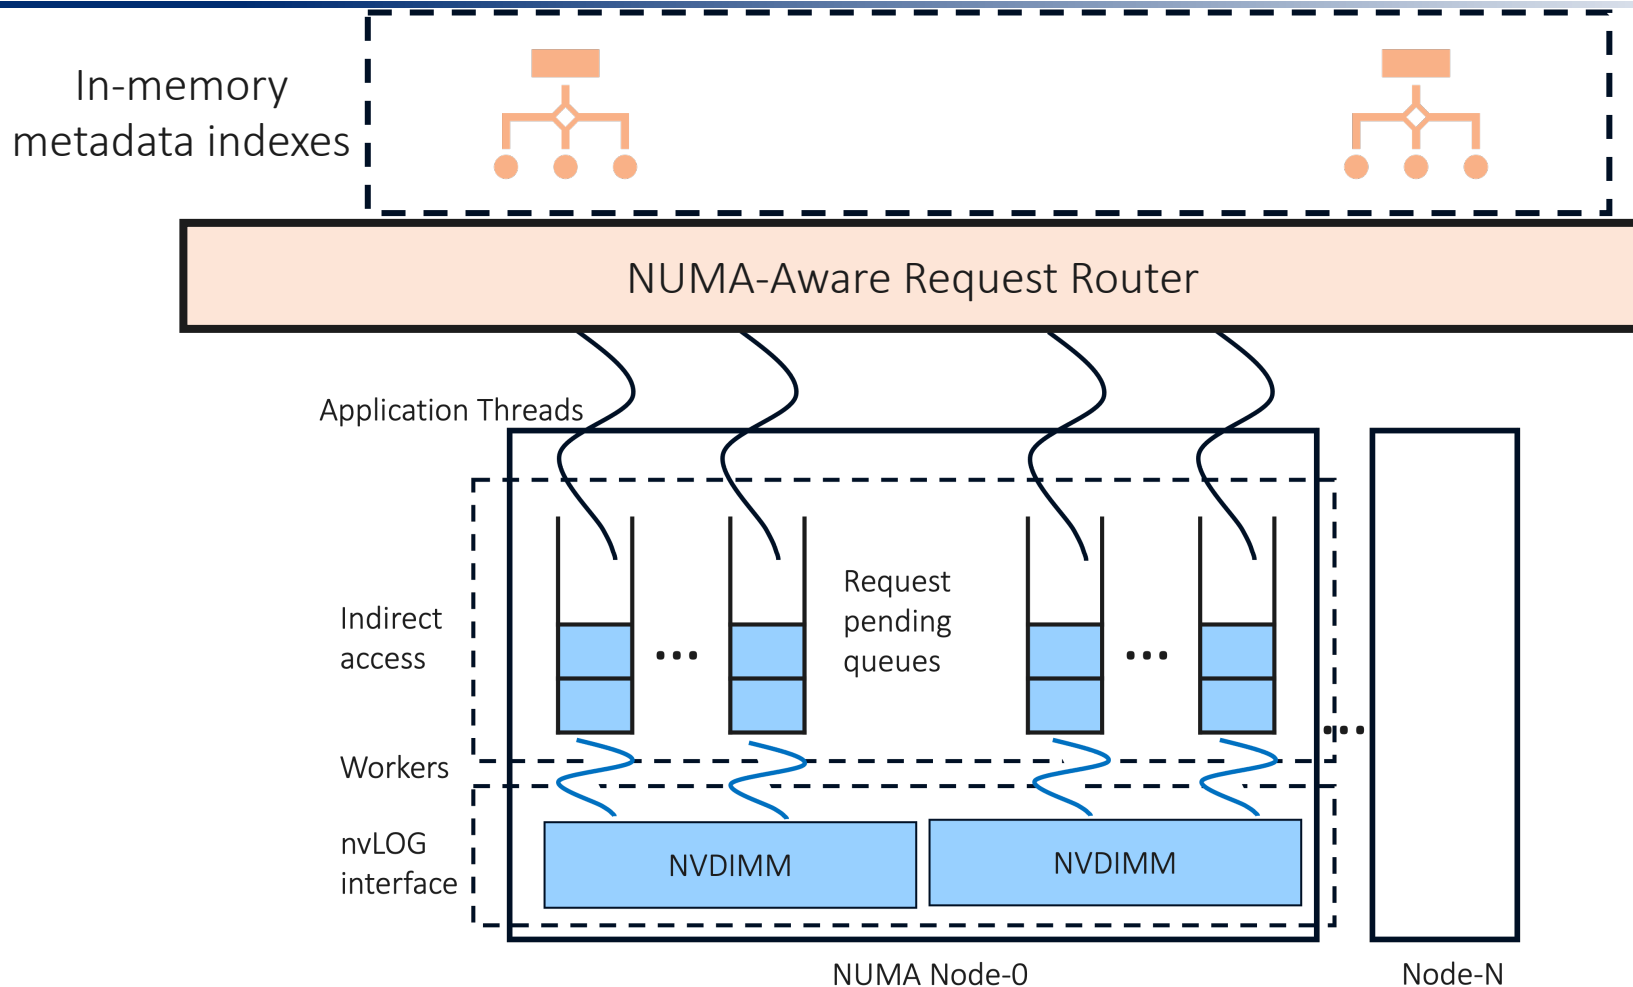 In-memory
metadata indexes
NUMA-Aware Request Router
Application Threads
Request
pending
queues
Indirect
access
...
...
...
Workers
nvLOG
interface
NVDIMM
NVDIMM
NUMA Node-0
Node-N